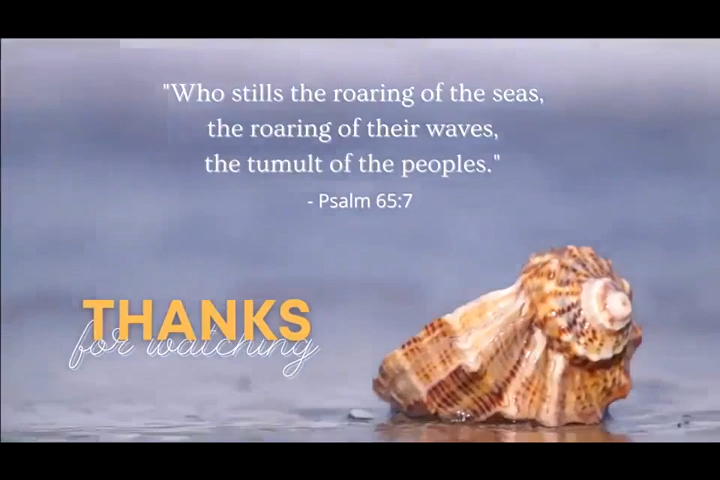 "Who stills the roaring of the seas,
the roaring of their waves,
the tumult of the peoples."
- Psalm 65:7
THANKS
for watching